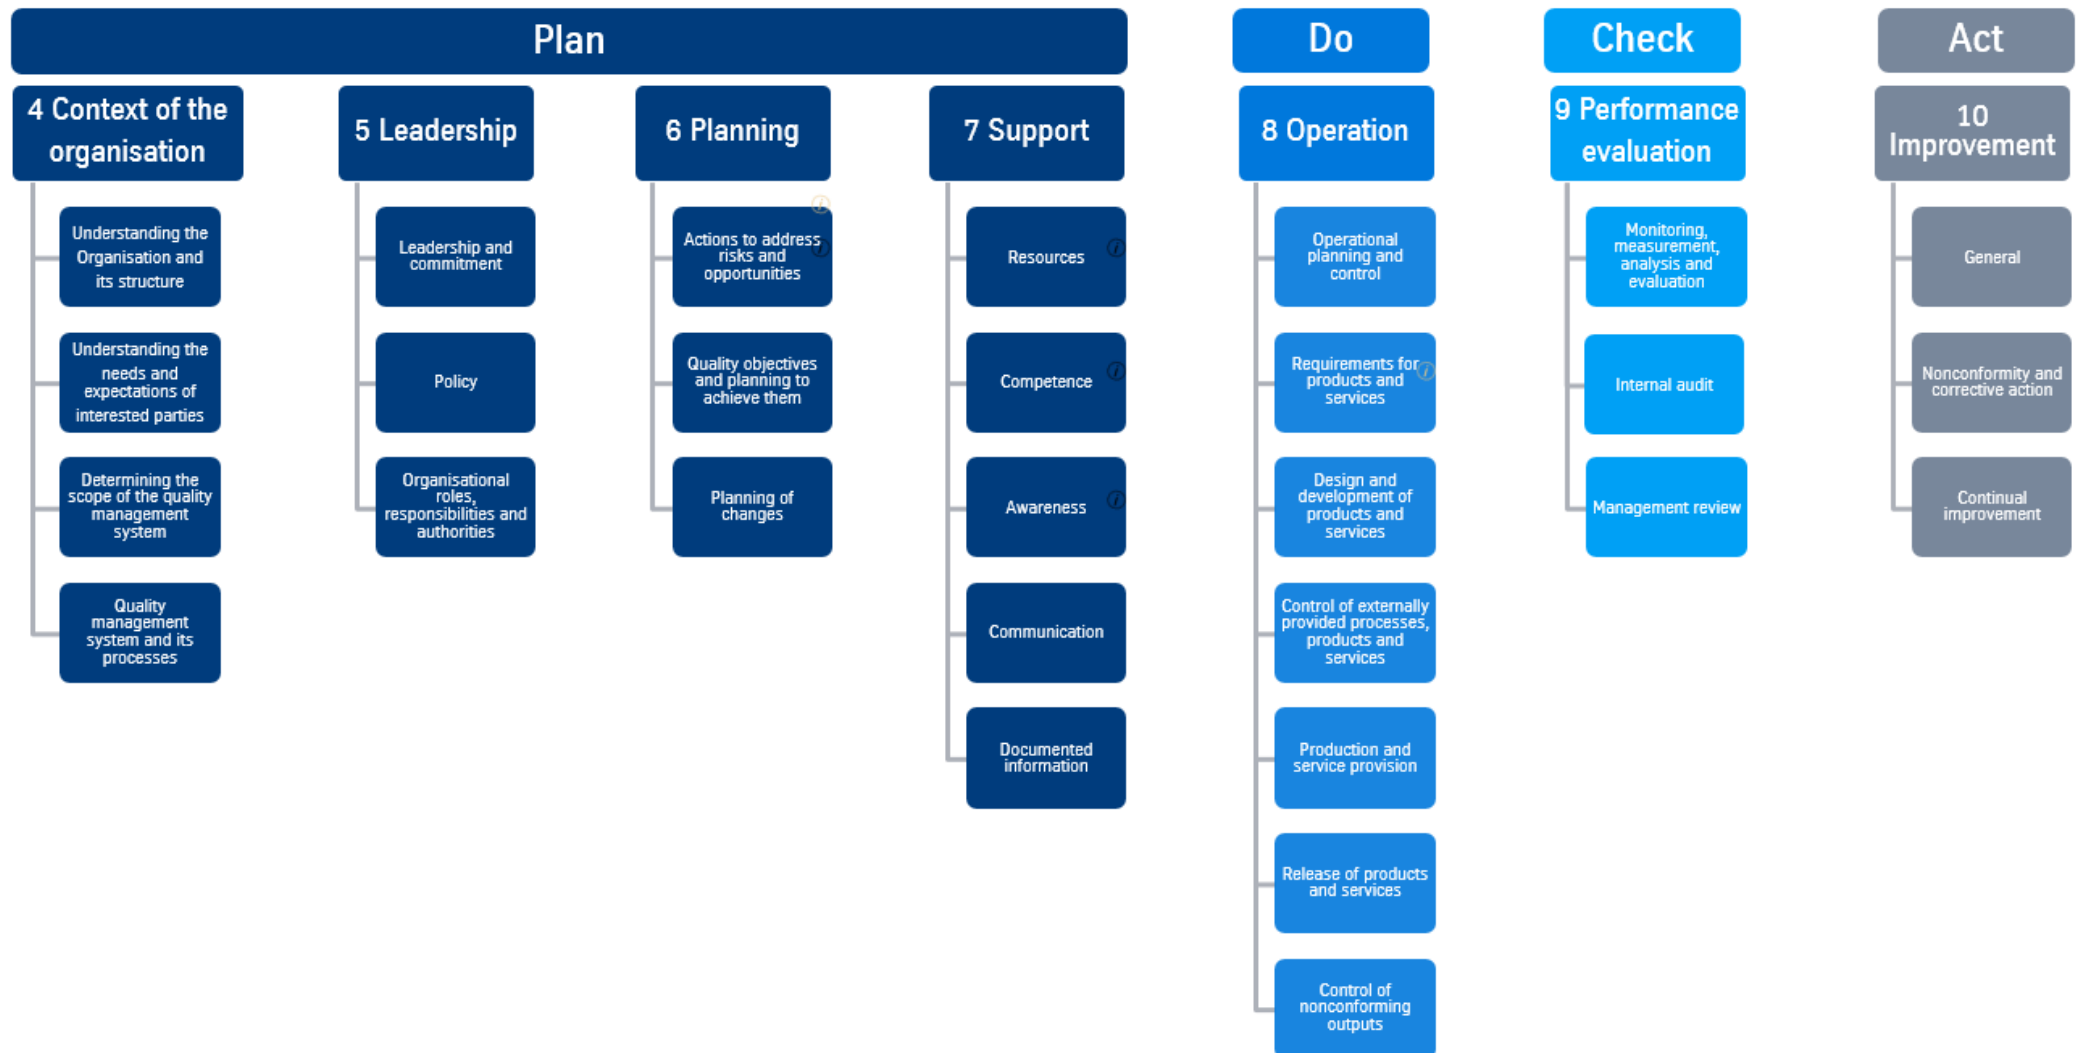 Plan
Do
Check
Act
4 Context of the
organisation
5 Leadership
6 Planning
7 Support
8 Operation
9 Performance
evaluation
10
Improvement
Understanding the
Organisation and
its structure
Understanding the
needs and
expectations of
interested parties
Determining the
scope of the quality
management
system
Quality
management
system and its
processes
Leadership and
commitment
Policy
Organisational
roles,
responsibilities and
authorities
Actions to address
risks and
opportunities
Quality objectives
and planning to
achieve them
Planning of
changes
Resources
Competence
Awareness
Communication
Documented
information
Operational
planning and
control
Requirements for
products and
services
Design and
development of
products and
services
Control of externally
provided processes,
products and
services
Production and
service provision
Release of products
and services
Control of
nonconforming
outputs
Monitoring,
measurement,
analysis and
evaluation
Internal audit
Management review
General
Nonconformity and
corrective action
Continual
improvement